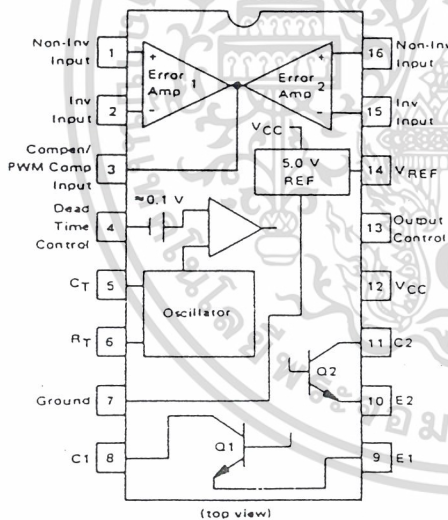 Non-Inv Input
1
+
Error Amp 1
-
Inv Input
2
Compen/ PWM Comp Input
3
≈0.1 V
Dead Time Control
4
CT
5
Oscillator
RT
6
Ground
7
C1
8
Q1
+
Error Amp 2
-
16
Non-Inv Input
15
Inv Input
VCC
5.0 V REF
14
VREF
13
Output Control
12
VCC
11
C2
Q2
10
E2
9
E1
(top view)